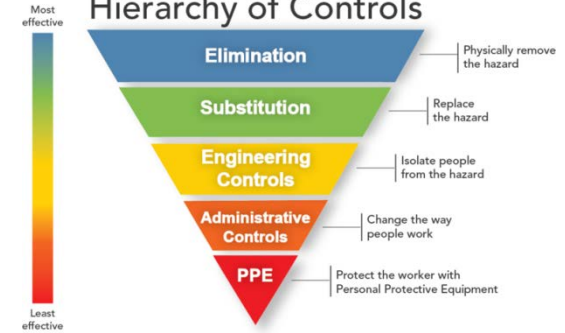 Hierarchy of Controls
Most
effective
Elimination
Physically remove
the hazard
Substitution
Replace
the hazard
Engineering
Controls
Isolate people
from the hazard
Administrative
Controls
Change the way
people work
PPE
Protect the worker with
Personal Protective Equipment
Least
effective